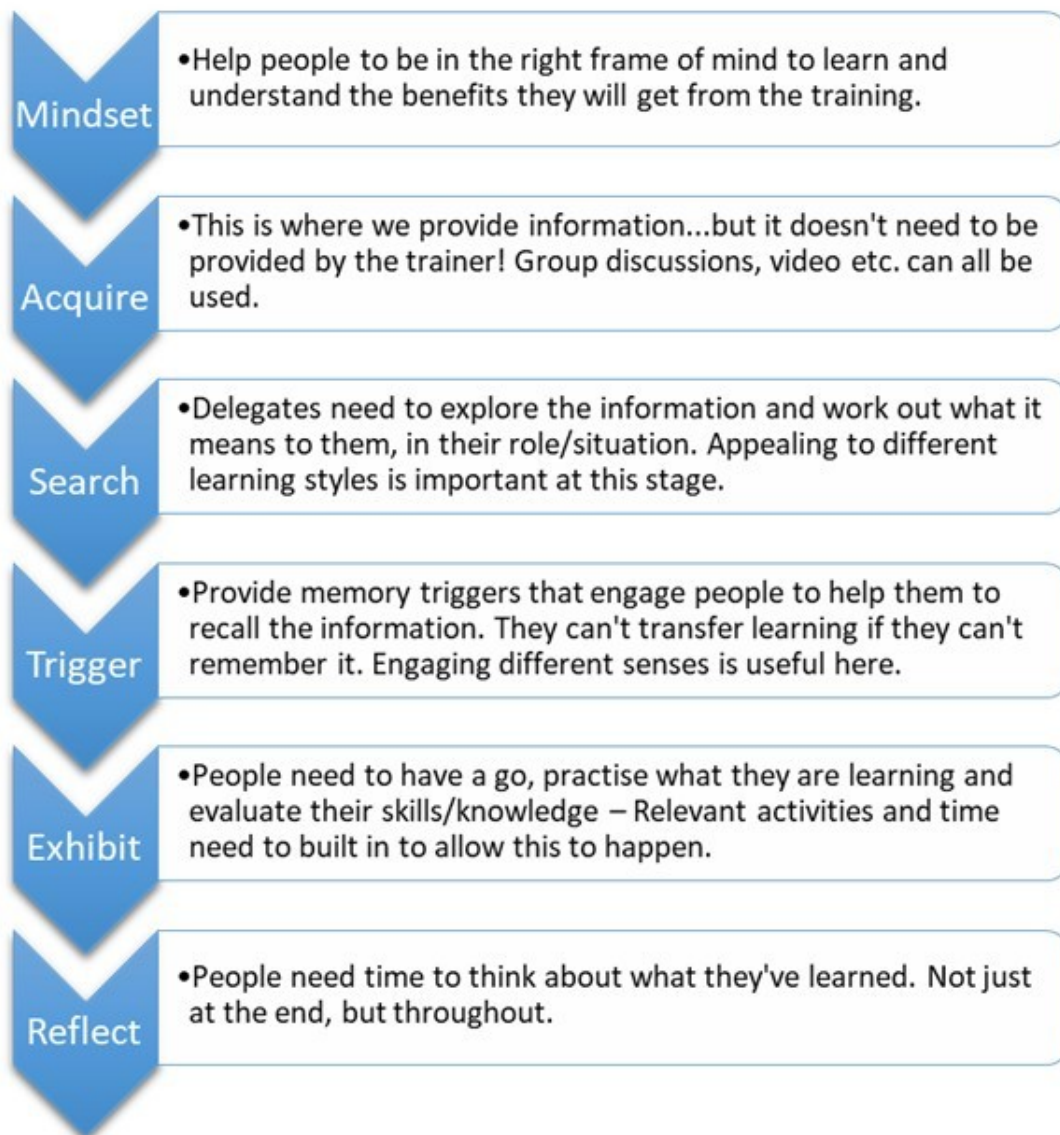 Mindset
•Help people to be in the right frame of mind to learn and
understand the benefits they will get from the training.
Acquire
•This is where we provide information...but it doesn't need to be
provided by the trainer! Group discussions, video etc. can all be
used.
Search
•Delegates need to explore the information and work out what it
means to them, in their role/situation. Appealing to different
learning styles is important at this stage.
Trigger
•Provide memory triggers that engage people to help them to
recall the information. They can't transfer learning if they can't
remember it. Engaging different senses is useful here.
Exhibit
•People need to have a go, practise what they are learning and
evaluate their skills/knowledge – Relevant activities and time
need to built in to allow this to happen.
Reflect
•People need time to think about what they've learned. Not just
at the end, but throughout.